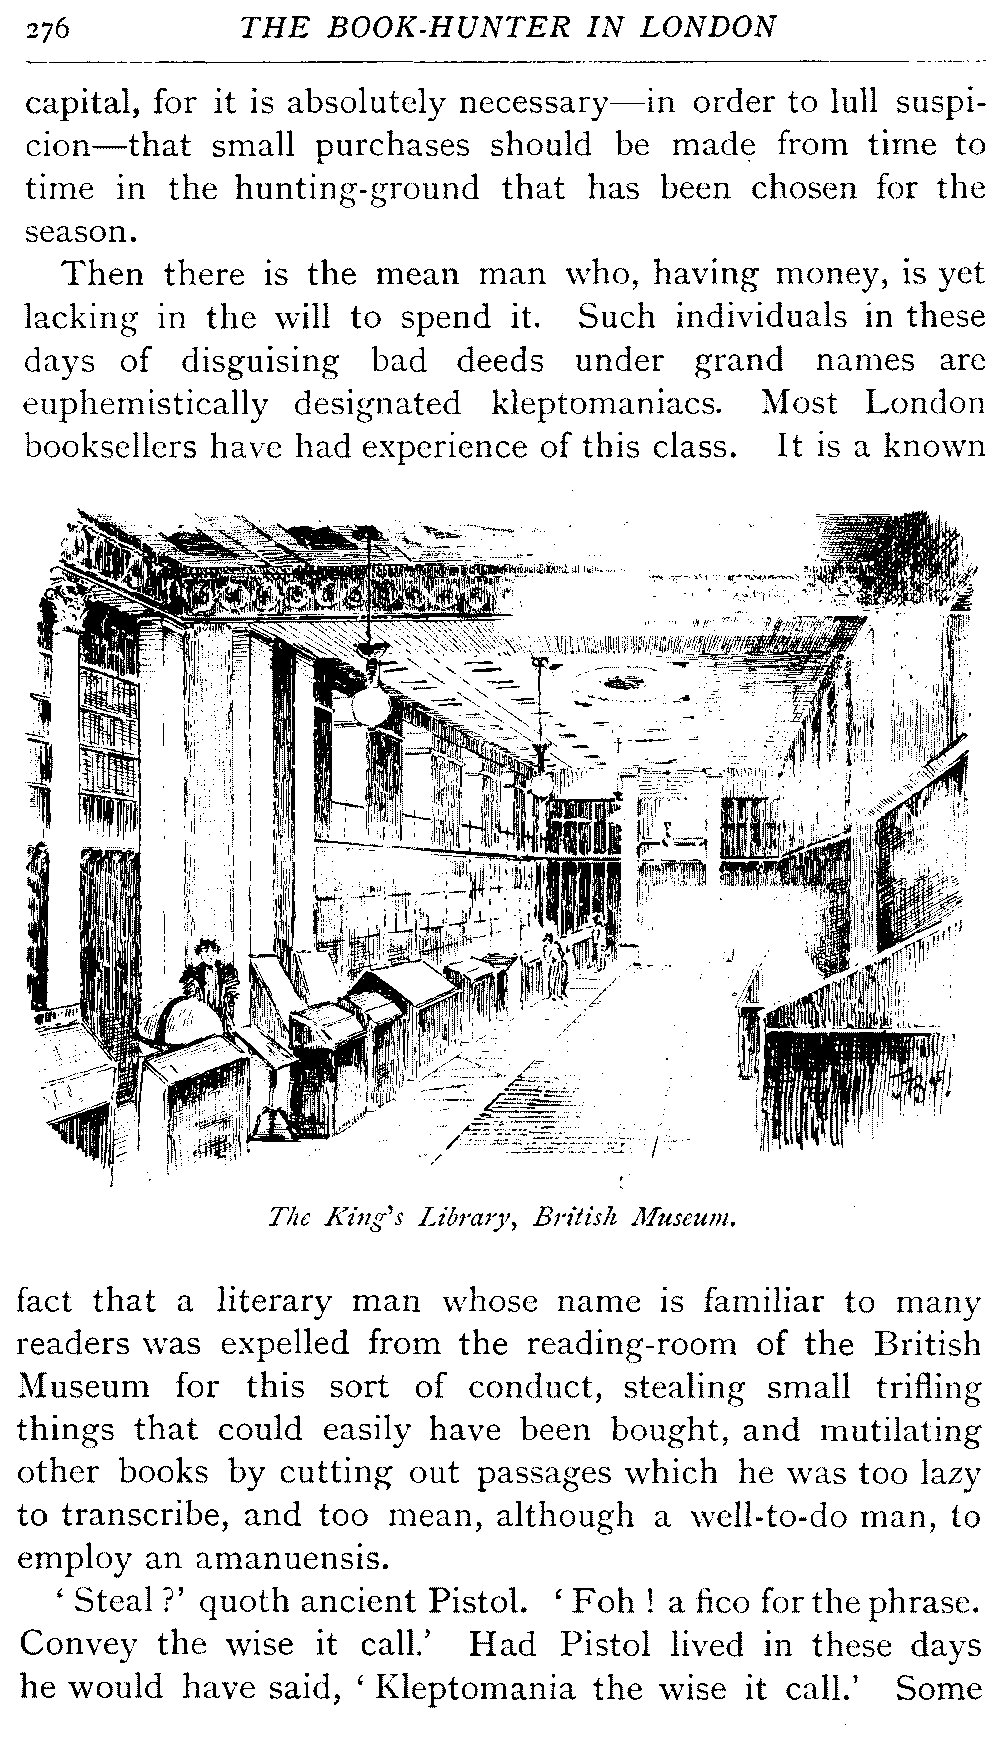 276 THE BOOK-HUNTER IN LONDON
capital, for it is absolutely necessary—in order to lull suspi-
cion—that small purchases should be made from time to
time in the hunting-ground that has been chosen for the
season.
Then there is the mean man who, having money, is yet
lacking in the will to spend it. Such individuals in these
days of disguising bad deeds under grand names are
euphemistically designated kleptomaniacs. Most London
booksellers have had experience of this class. It is a known
The King's Library, British Museum.
fact that a literary man whose name is familiar to many
readers was expelled from the reading-room of the British
Museum for this sort of conduct, stealing small trifling
things that could easily have been bought, and mutilating
other books by cutting out passages which he was too lazy
to transcribe, and too mean, although a well-to-do man, to
employ an amanuensis.
‘ Steal ?’ quoth ancient Pistol. ‘ Foh ! a fico for the phrase.
Convey the wise it call.’ Had Pistol lived in these days
he would have said, ‘ Kleptomania the wise it call.’ Some